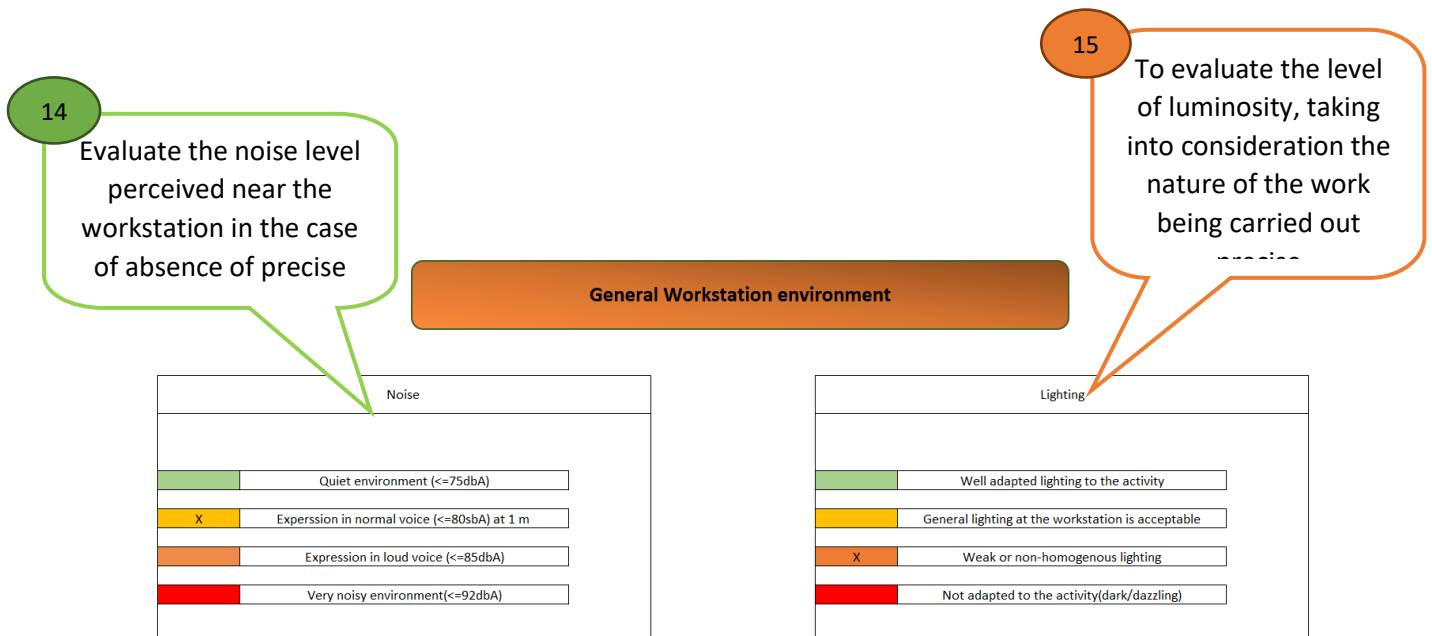 14
Evaluate the noise level
perceived near the
workstation in the case
of absence of precise
15
To evaluate the level
of luminosity, taking
into consideration the
nature of the work
being carried out
General Workstation environment
Noise
Quiet environment (<=75dbA)
X Experssion in normal voice (<=80sbA) at 1 m
Expression in loud voice (<=85dbA)
Very noisy environment(<=92dbA)
Lighting
Well adapted lighting to the activity
General lighting at the workstation is acceptable
X Weak or non-homogenous lighting
Not adapted to the activity(dark/dazzling)